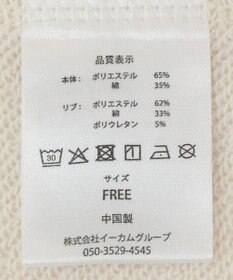 品質表示
本体: ポリエステル 65%
綿 35%
リブ: ポリエステル 62%
綿 33%
ポリウレタン 5%
30
サイズ
FREE
中国製
株式会社イーカムグループ
050-3529-4545